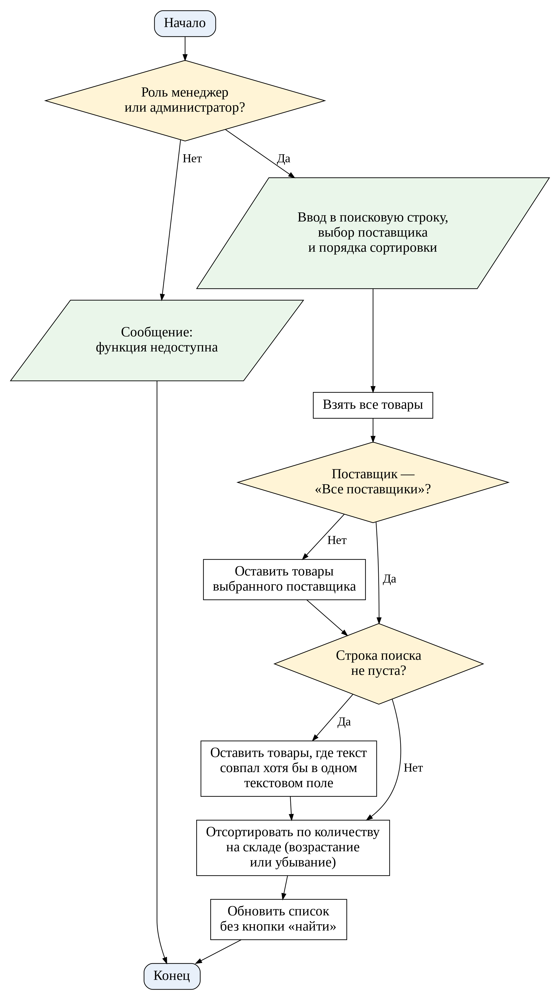 Начало
Роль менеджер
или администратор?
Нет
Да
Ввод в поисковую строку,
выбор поставщика
и порядка сортировки
Сообщение:
функция недоступна
Взять все товары
Поставщик —
«Все поставщики»?
Нет
Оставить товары
выбранного поставщика
Да
Строка поиска
не пуста?
Да
Оставить товары, где текст
совпал хотя бы в одном
текстовом поле
Нет
Отсортировать по количеству
на складе (возрастание
или убывание)
Обновить список
без кнопки «найти»
Конец